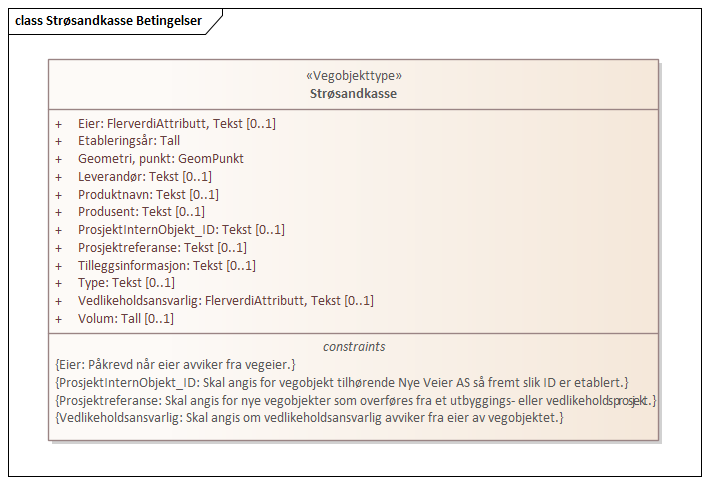 class Strøsandkasse Betingelser
«Vegobjekttype»
Strøsandkasse
+ Eier: FlerverdiAttributt, Tekst [0..1]
+ Etableringsår: Tall
+ Geometri, punkt: GeomPunkt
+ Leverandør: Tekst [0..1]
+ Produktnavn: Tekst [0..1]
+ Produsent: Tekst [0..1]
+ ProsjektInternObjekt_ID: Tekst [0..1]
+ Prosjektreferanse: Tekst [0..1]
+ Tilleggsinformasjon: Tekst [0..1]
+ Type: Tekst [0..1]
+ Vedlikeholdsansvarlig: FlerverdiAttributt, Tekst [0..1]
+ Volum: Tall [0..1]
constraints
{Eier: Påkrevd når eier avviker fra vegeier.}
{ProsjektInternObjekt_ID: Skal angis for vegobjekt tilhørende Nye Veier AS så fremt slik ID er etablert.}
{Prosjektreferanse: Skal angis for nye vegobjekter som overføres fra et utbyggings- eller vedlikeholdsprosjekt.}
{Vedlikeholdsansvarlig: Skal angis om vedlikeholdsansvarlig avviker fra eier av vegobjektet.}